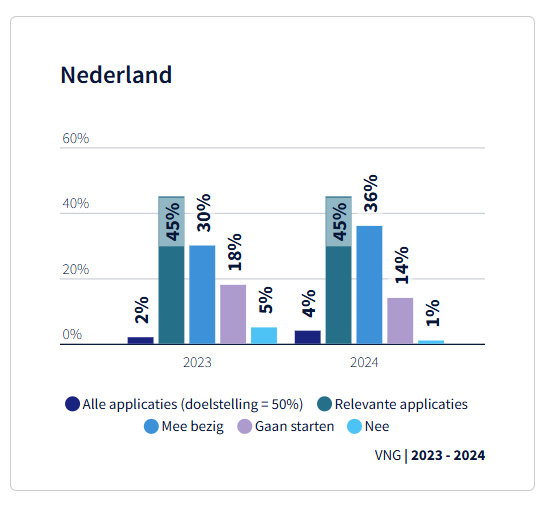 Nederland
60%
40%
20%
0%
2%
45%
30%
18%
5%
4%
45%
36%
14%
1%
2023
2024
Alle applicaties (doelstelling = 50%)
Relevante applicaties
Mee bezig
Gaan starten
Nee
VNG | 2023 - 2024